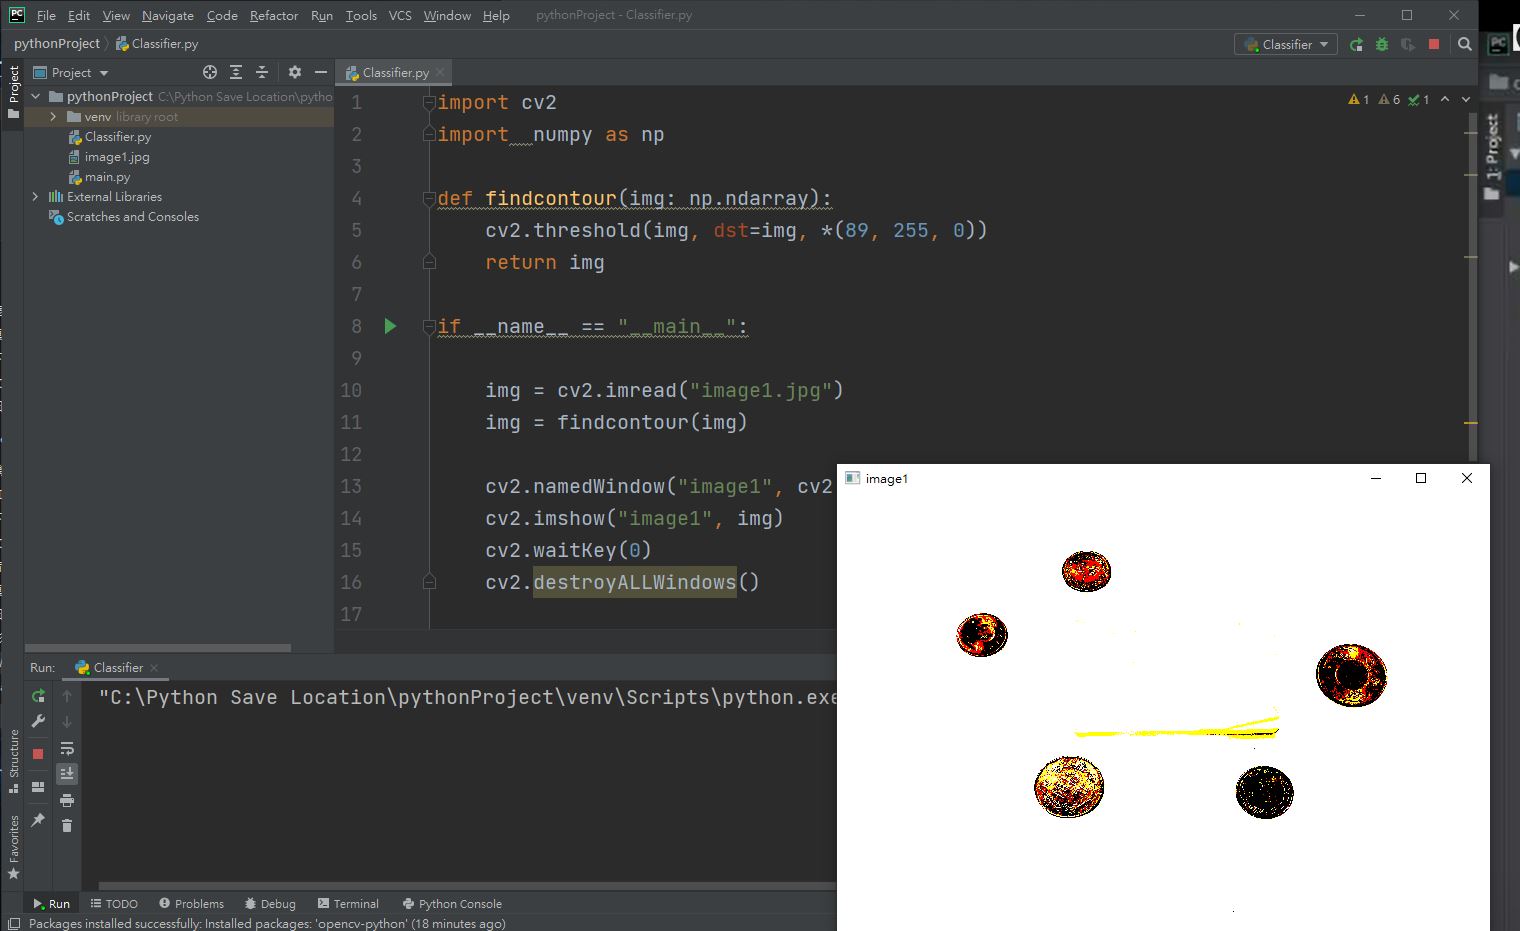 PC File Edit View Navigate Code Refactor Run Tools VCS Window Help pythonProject - Classifier.py
pythonProject Classifier.py Classifier
Project
Project Classifier.py
pythonProject C:\Python Save Location\pytho
venv library root
Classifier.py
image1.jpg
main.py
External Libraries
Scratches and Consoles
1 import cv2
1 6 1
2 import  numpy as np
3
4 def findcontour(img: np.ndarray):
5 cv2.threshold(img, dst=img, *(89, 255, 0))
6 return img
7
8 if __name__ == "__main__":
9
10 img = cv2.imread("image1.jpg")
11 img = findcontour(img)
12
13 cv2.namedWindow("image1", cv2
14 cv2.imshow("image1", img)
15 cv2.waitKey(0)
16 cv2.destroyALLWindows()
17
image1
Run: Classifier
"C:\Python Save Location\pythonProject\venv\Scripts\python.exe
Structure
Favorites
Run TODO Problems Debug Terminal Python Console
Packages installed successfully: Installed packages: 'opencv-python' (18 minutes ago)
PC
1: Project